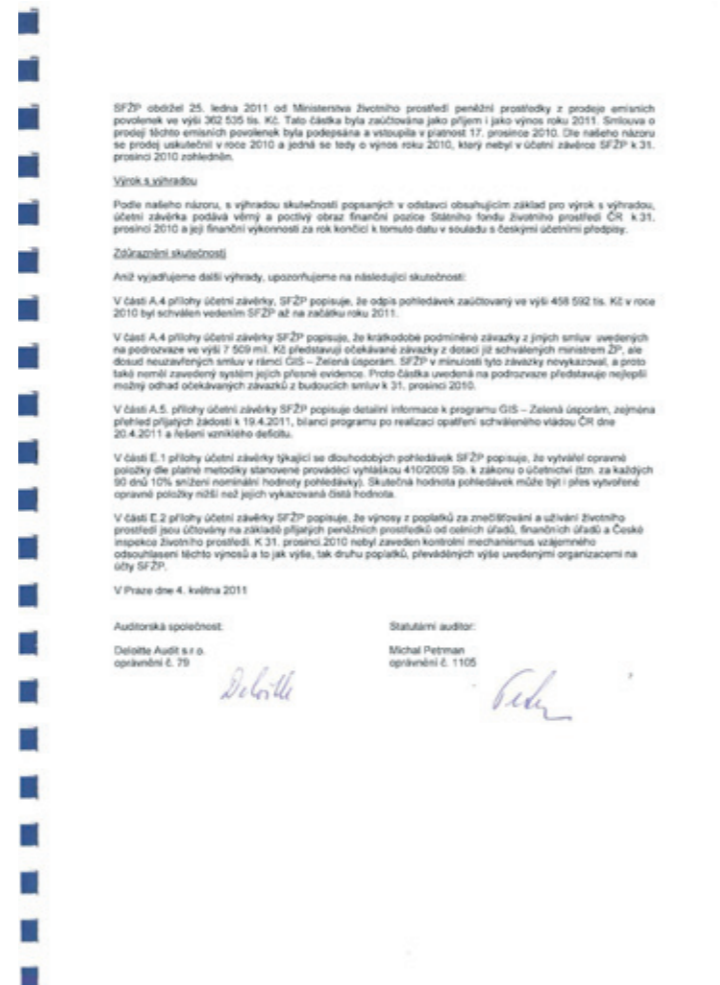 SFŽP obdržel 25. ledna 2011 od Ministerstva životního prostředí peněžní prostředky z prodeje emisních
povolenek ve výši 362 535 tis. Kč. Tato částka byla zaúčtována jako příjem i jako výnos roku 2011. Smlouva o
prodeji těchto emisních povolenek byla podepsána a vstoupila v platnost 17. prosince 2010. Dle našeho názoru
se prodej uskutečnil v roce 2010 a jedná se tedy o výnos roku 2010, který nebyl v účetní závěrce SFŽP k 31.
prosinci 2010 zohledněn.
Výrok s výhradou
Podle našeho názoru, s výhradou skutečností popsaných v odstavci obsahujícím základ pro výrok s výhradou,
účetní závěrka podává věrný a poctivý obraz finanční pozice Státního fondu životního prostředí ČR k 31.
prosinci 2010 a její finanční výkonnosti za rok končící k tomuto datu v souladu s českými účetními předpisy.
Zdůraznění skutečností
Aniž vyjadřujeme další výhrady, upozorňujeme na následující skutečnosti:
V části A.4 přílohy účetní závěrky, SFŽP popisuje, že odpis pohledávek zaúčtovaný ve výši 458 592 tis. Kč v roce
2010 byl schválen vedením SFŽP až na začátku roku 2011.
V části A.4 přílohy účetní závěrky SFŽP popisuje, že krátkodobé podmíněné závazky z jiných smluv uvedených
na podrozvaze ve výši 7 509 mil. Kč představují očekávané závazky z dotací již schválených ministrem ŽP, ale
dosud neuzavřených smluv v rámci GIS – Zelená úsporám. SFŽP v minulosti tyto závazky nevykazoval, a proto
také neměl zavedený systém jejich přesné evidence. Proto částka uvedená na podrozvaze představuje nejlepší
možný odhad očekávaných závazků z budoucích smluv k 31. prosinci 2010.
V části A.5. přílohy účetní závěrky SFŽP popisuje detailní informace k programu GIS – Zelená úsporám, zejména
přehled přijatých žádostí k 19.4.2011, bilanci programu po realizaci opatření schváleného vládou ČR dne
20.4.2011 a řešení vzniklého deficitu.
V části E.1 přílohy účetní závěrky týkající se dlouhodobých pohledávek SFŽP popisuje, že vytvářel opravné
položky dle platné metodiky stanovené prováděcí vyhláškou 410/2009 Sb. k zákonu o účetnictví (tzn. za každých
90 dnů 10% snížení nominální hodnoty pohledávky). Skutečná hodnota pohledávek může být i přes vytvořené
opravné položky nižší než jejich vykazovaná čistá hodnota.
V části E.2 přílohy účetní závěrky SFŽP popisuje, že výnosy z poplatků za znečišťování a užívání životního
prostředí jsou účtovány na základě přijatých peněžních prostředků od celních úřadů, finančních úřadů a České
inspekce životního prostředí. K 31. prosinci 2010 nebyl zaveden kontrolní mechanismus vzájemného
odsouhlasení těchto výnosů a to jak výše, tak druhu poplatků, převáděných výše uvedenými organizacemi na
účty SFŽP.
V Praze dne 4. května 2011
Auditorská společnost:
Statutární auditor:
Deloitte Audit s.r.o.
Michal Petrman
oprávnění č. 79
oprávnění č. 1105
Deloitte